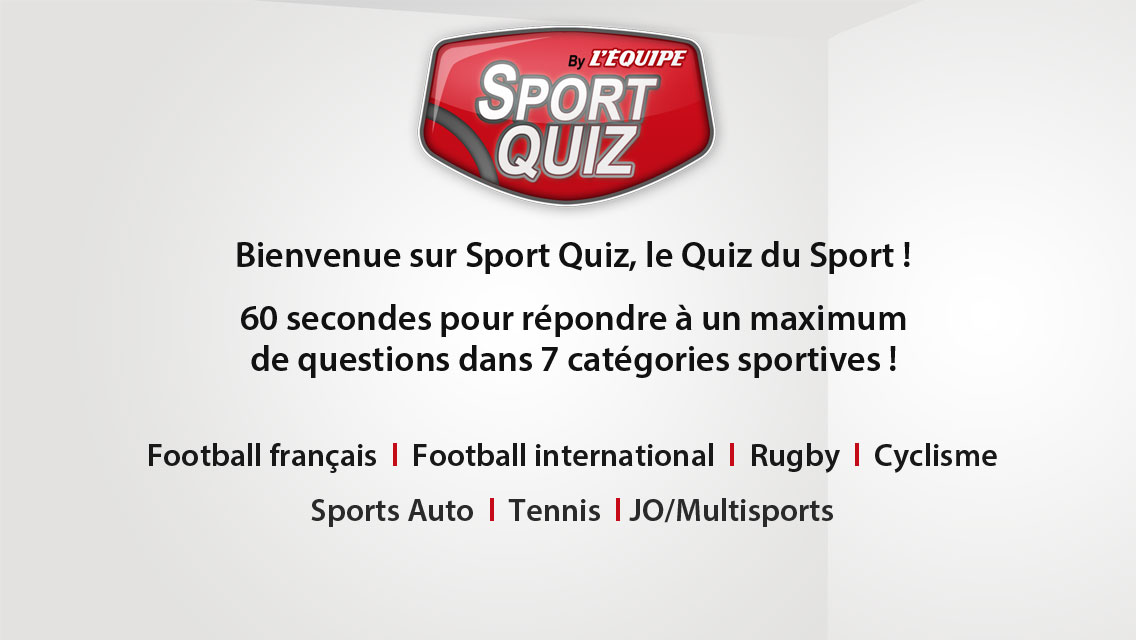 By L'ÉQUIPE
SPORT
QUIZ
Bienvenue sur Sport Quiz, le Quiz du Sport !
60 secondes pour répondre à un maximum
de questions dans 7 catégories sportives !
Football français | Football international | Rugby | Cyclisme
Sports Auto | Tennis | JO/Multisports